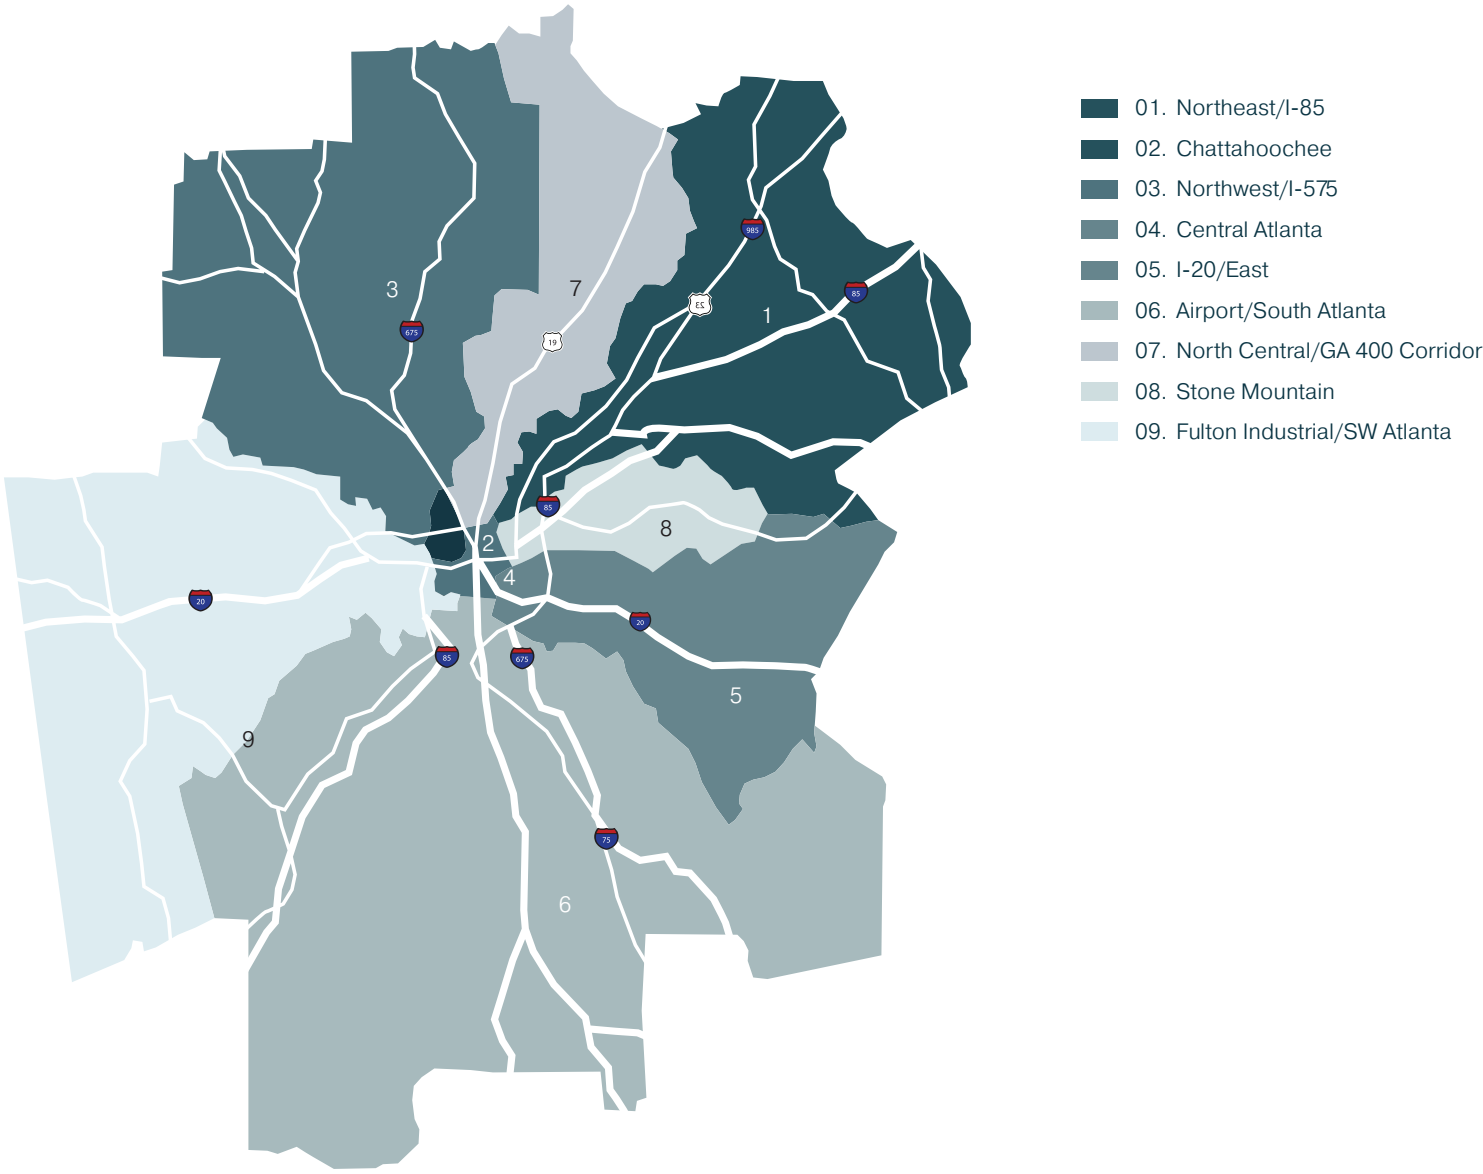 01. Northeast/I-85
02. Chattahoochee
03. Northwest/I-575
04. Central Atlanta
05. I-20/East
06. Airport/South Atlanta
07. North Central/GA 400 Corridor
08. Stone Mountain
09. Fulton Industrial/SW Atlanta
985
3
7
85
23
1
675
19
85
8
2
4
20
20
85
675
5
9
75
6